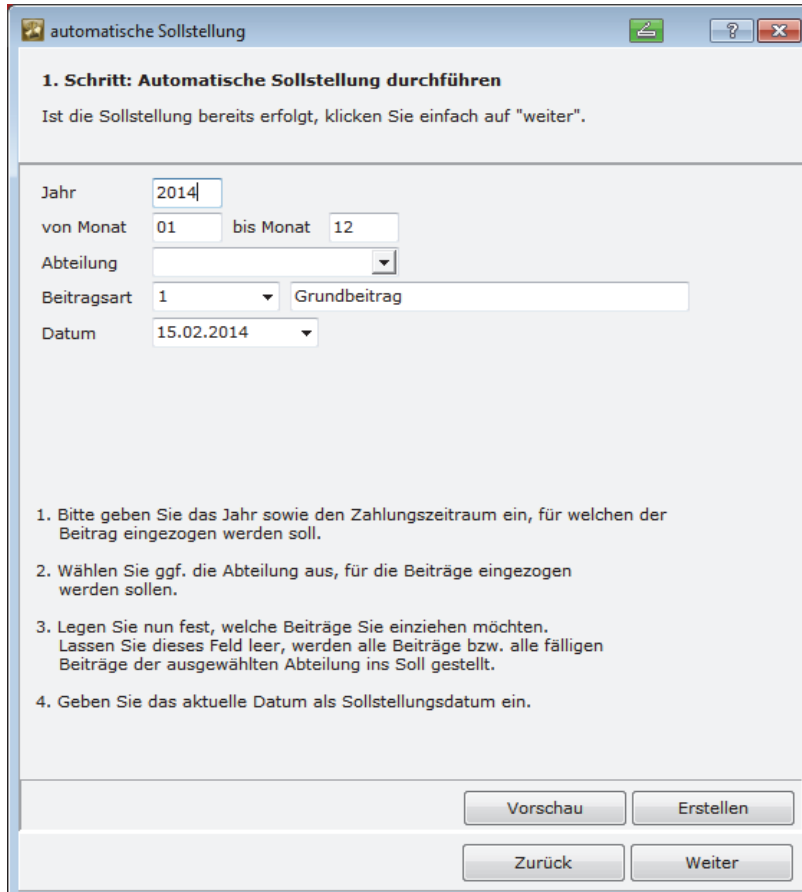 automatische Sollstellung
?
1. Schritt: Automatische Sollstellung durchführen
Ist die Sollstellung bereits erfolgt, klicken Sie einfach auf "weiter".
Jahr 2014
von Monat 01 bis Monat 12
Abteilung
Beitragsart 1 Grundbeitrag
Datum 15.02.2014
1. Bitte geben Sie das Jahr sowie den Zahlungszeitraum ein, für welchen der
Beitrag eingezogen werden soll.
2. Wählen Sie ggf. die Abteilung aus, für die Beiträge eingezogen
werden sollen.
3. Legen Sie nun fest, welche Beiträge Sie einziehen möchten.
Lassen Sie dieses Feld leer, werden alle Beiträge bzw. alle fälligen
Beiträge der ausgewählten Abteilung ins Soll gestellt.
4. Geben Sie das aktuelle Datum als Sollstellungsdatum ein.
Vorschau Erstellen
Zurück Weiter